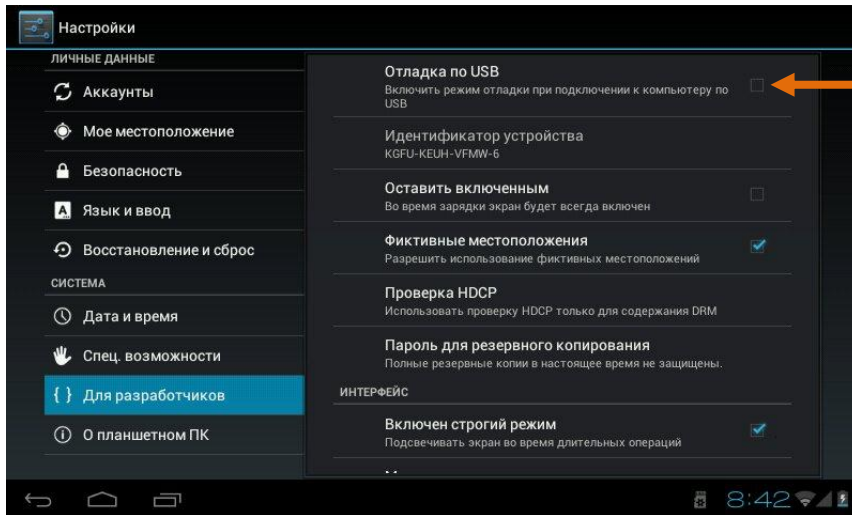 Настройки
ЛИЧНЫЕ ДАННЫЕ
Аккаунты
Мое местоположение
Безопасность
Язык и ввод
Восстановление и сброс
СИСТЕМА
Дата и время
Спец. возможности
Для разработчиков
О планшетном ПК
Отладка по USB
Включить режим отладки при подключении к компьютеру по
USB
Идентификатор устройства
KGFU-KEUH-VFMW-6
Оставить включенным
Во время зарядки экран будет всегда включен
Фиктивные местоположения
Разрешить использование фиктивных местоположений
Проверка HDCP
Использовать проверку HDCP только для содержания DRM
Пароль для резервного копирования
Полные резервные копии в настоящее время не защищены.
ИНТЕРФЕЙС
Включен строгий режим
Подсвечивать экран во время длительных операций
8:42